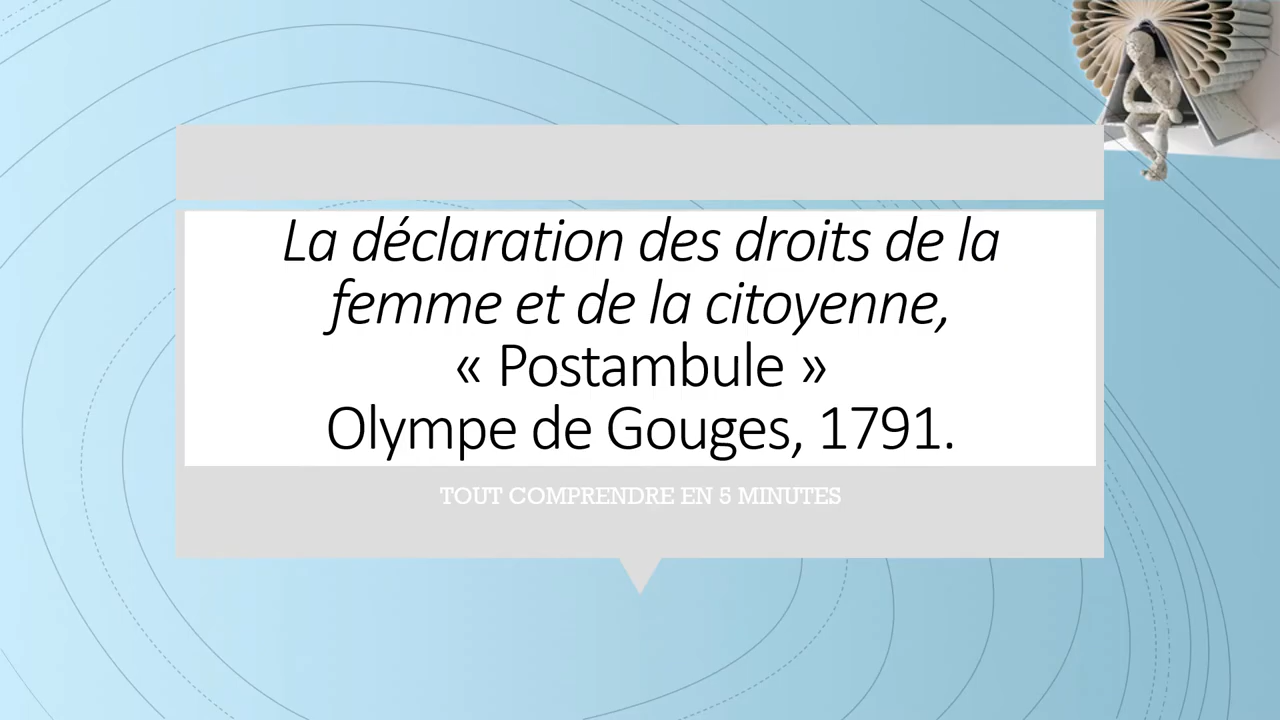 La déclaration des droits de la
femme et de la citoyenne,
« Postambule »
Olympe de Gouges, 1791.
TOUT COMPRENDRE EN 5 MINUTES